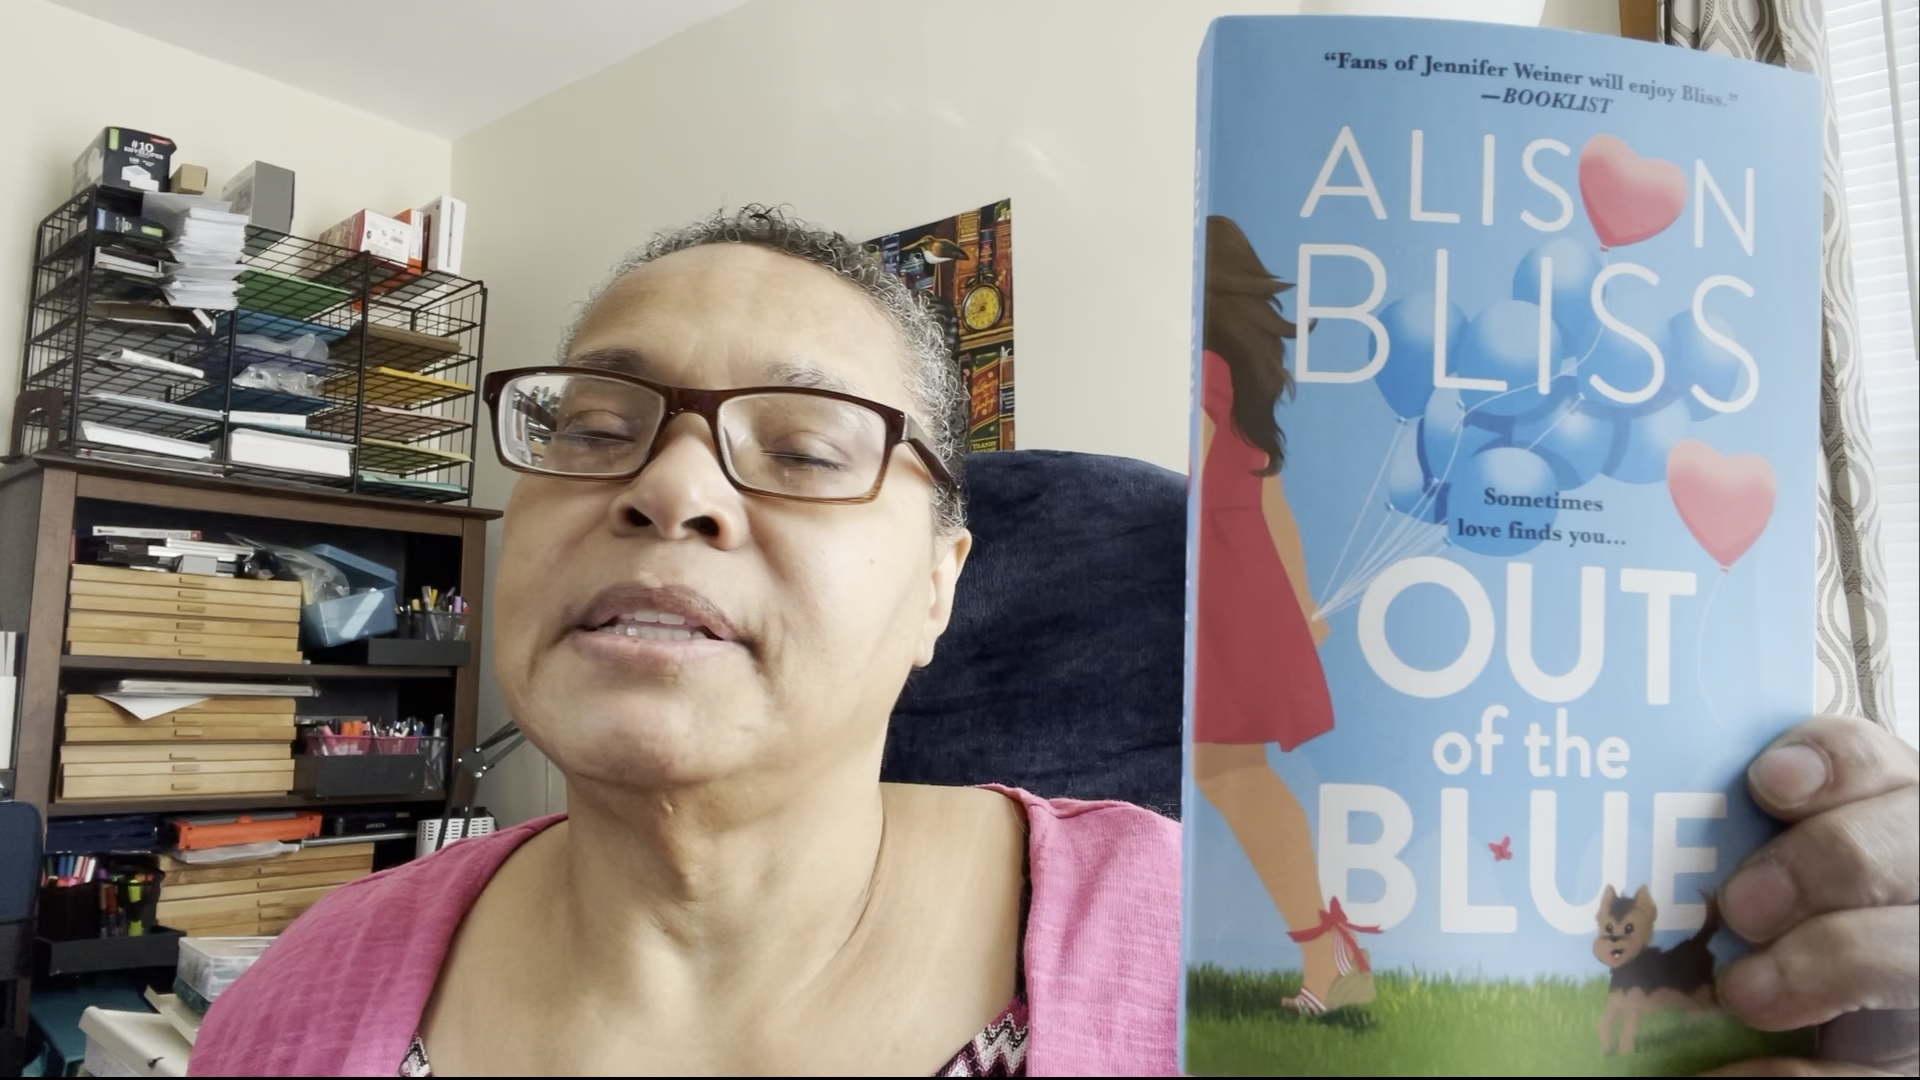 "Fans of Jennifer Weiner will enjoy Bliss."
—BOOKLIST
ALISON
BLISS
Sometimes
love finds you...
OUT
of the
BLUE
#10
ENVELOPES